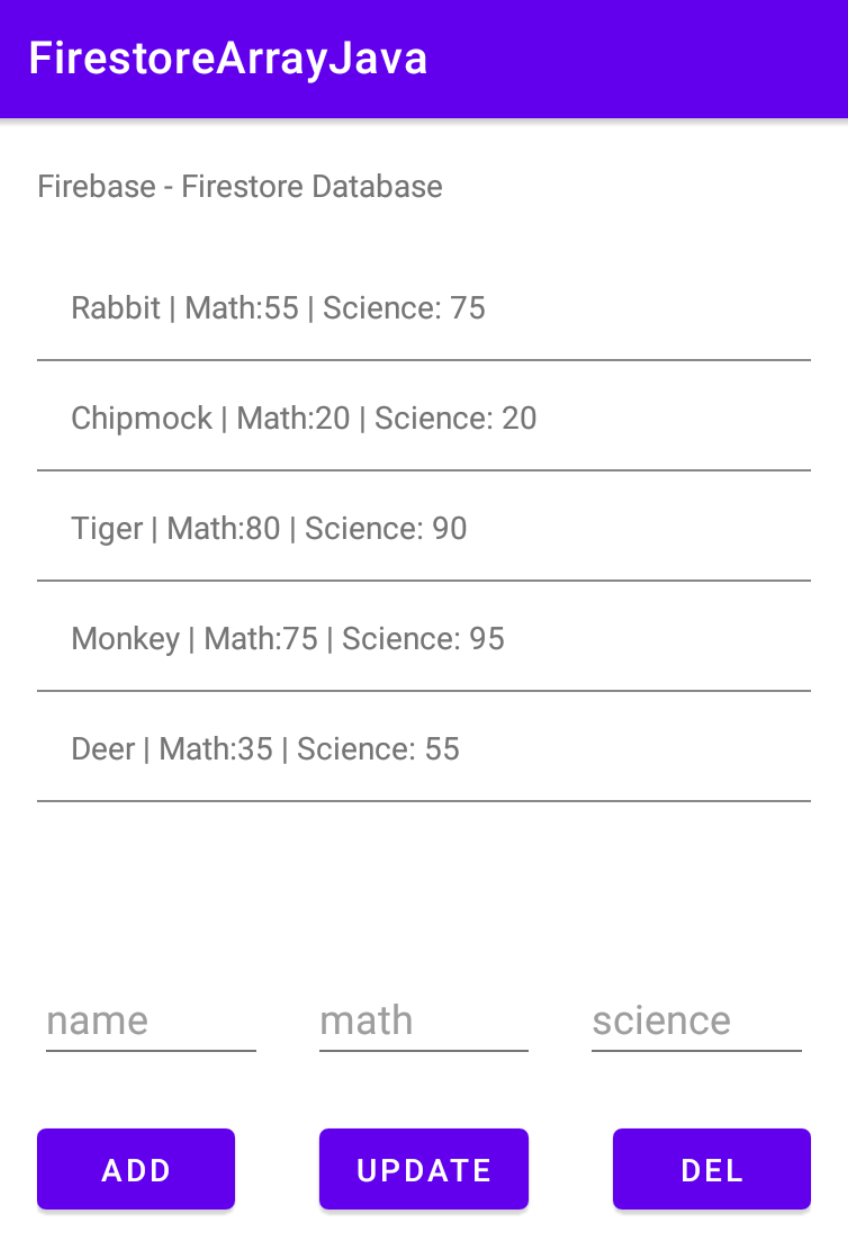 FirestoreArrayJava
Firebase - Firestore Database
Rabbit | Math:55 | Science: 75
Chipmock | Math:20 | Science: 20
Tiger | Math:80 | Science: 90
Monkey | Math:75 | Science: 95
Deer | Math:35 | Science: 55
name math science
ADD UPDATE DEL